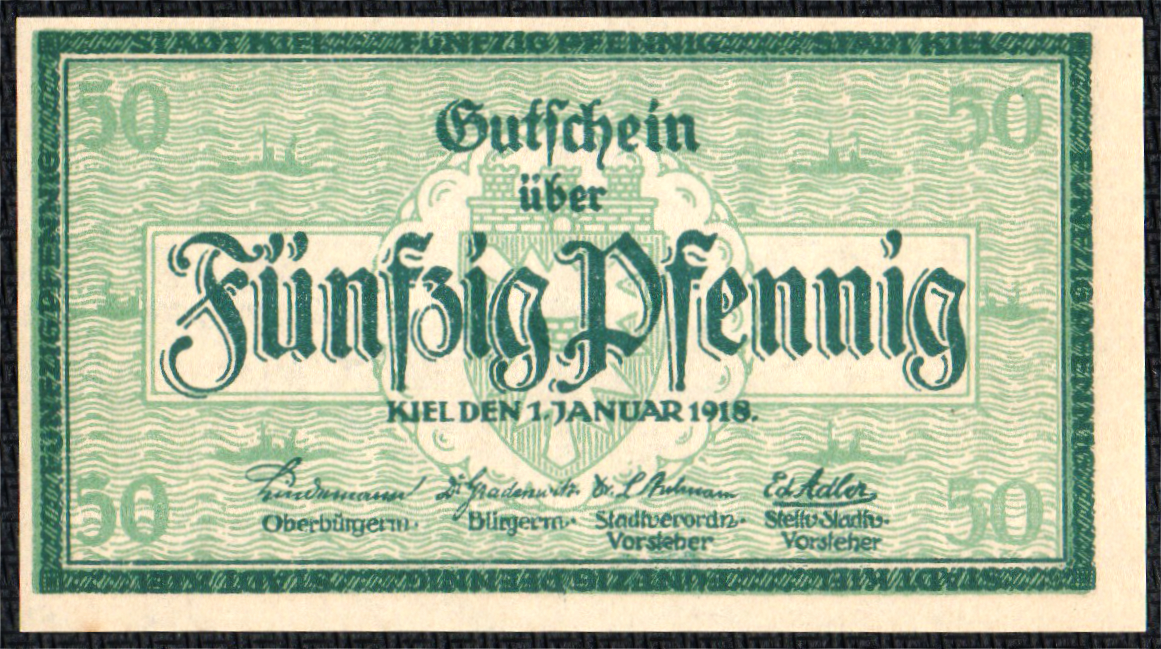 STADT KIEL FÜNFZIG PFENNIG STADT KIEL
50 50
Gutschein
über
Fünfzig Pfennig
KIEL DEN 1. JANUAR 1918.
Lindemann Dr. Gradenwitz Ed Adler
Oberbürgerm. Bürgerm. Stadtverordn. Stellv. Stadtv.
Vorsteher Vorsteher
50 50
FÜNFZIG PFENNIG
FÜNFZIG PFENNIG
STADT KIEL FÜNFZIG PFENNIG STADT KIEL